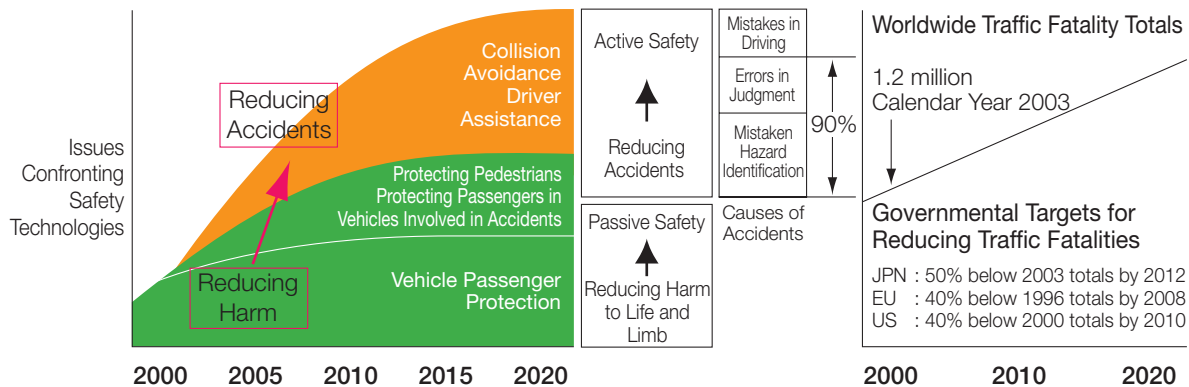 Issues
Confronting
Safety
Technologies
Reducing
Accidents
Reducing
Harm
Collision
Avoidance
Driver
Assistance
Protecting Pedestrians
Protecting Passengers in
Vehicles Involved in Accidents
Vehicle Passenger
Protection
2000 2005 2010 2015 2020
Active Safety
Reducing
Accidents
Passive Safety
Reducing Harm
to Life and
Limb
Mistakes in
Driving
Errors in
Judgment
Mistaken
Hazard
Identification
90%
Causes of
Accidents
Worldwide Traffic Fatality Totals
1.2 million
Calendar Year 2003
Governmental Targets for
Reducing Traffic Fatalities
JPN : 50% below 2003 totals by 2012
EU : 40% below 1996 totals by 2008
US : 40% below 2000 totals by 2010
2000 2010 2020